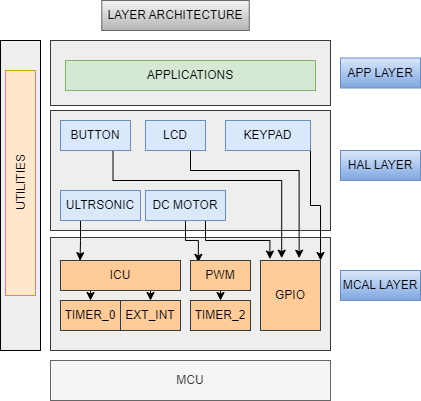 LAYER ARCHITECTURE
APPLICATIONS
APP LAYER
BUTTON
LCD
KEYPAD
HAL LAYER
UTILITIES
ULTRSONIC
DC MOTOR
ICU
PWM
GPIO
MCAL LAYER
TIMER_0
EXT_INT
TIMER_2
MCU